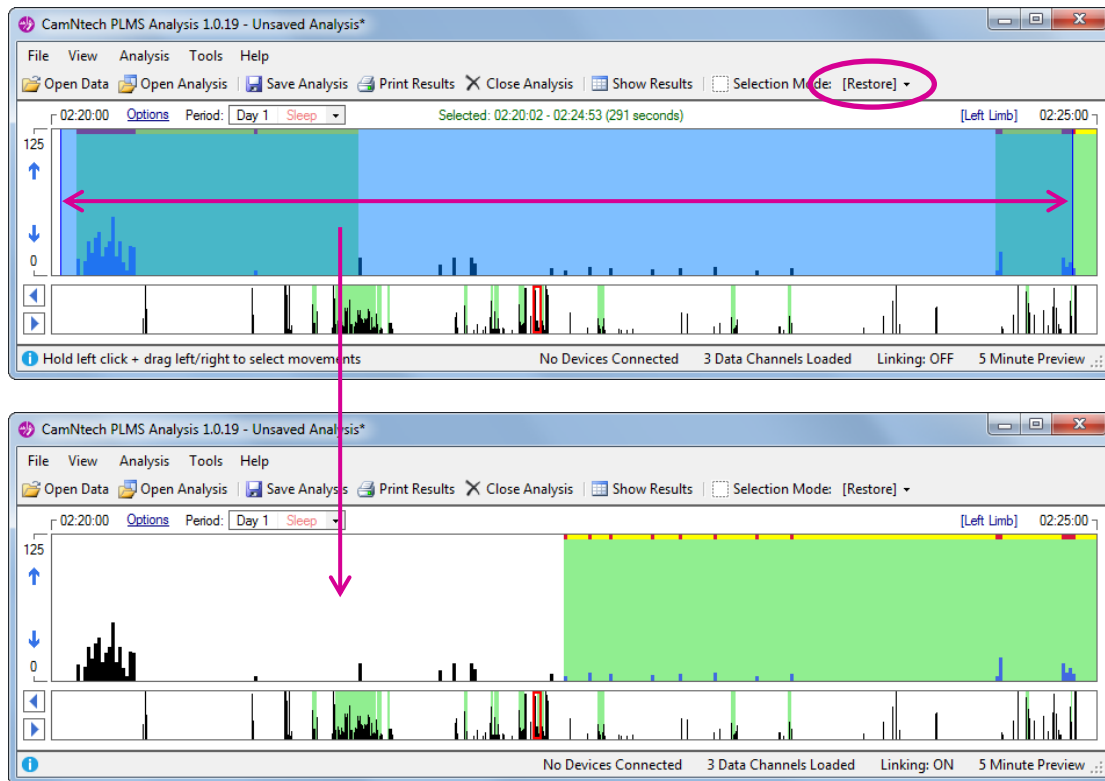 CamNtech PLMS Analysis 1.0.19 - Unsaved Analysis*
File View Analysis Tools Help
Open Data Open Analysis Save Analysis Print Results Close Analysis Show Results Selection Mode: [Restore]
02:20:00 Options Period: Day 1 Sleep Selected: 02:20:02 - 02:24:53 (291 seconds) [Left Limb] 02:25:00
125
0
Hold left click + drag left/right to select movements No Devices Connected 3 Data Channels Loaded Linking: OFF 5 Minute Preview
CamNtech PLMS Analysis 1.0.19 - Unsaved Analysis*
File View Analysis Tools Help
Open Data Open Analysis Save Analysis Print Results Close Analysis Show Results Selection Mode: [Restore]
02:20:00 Options Period: Day 1 Sleep [Left Limb] 02:25:00
125
0
No Devices Connected 3 Data Channels Loaded Linking: ON 5 Minute Preview